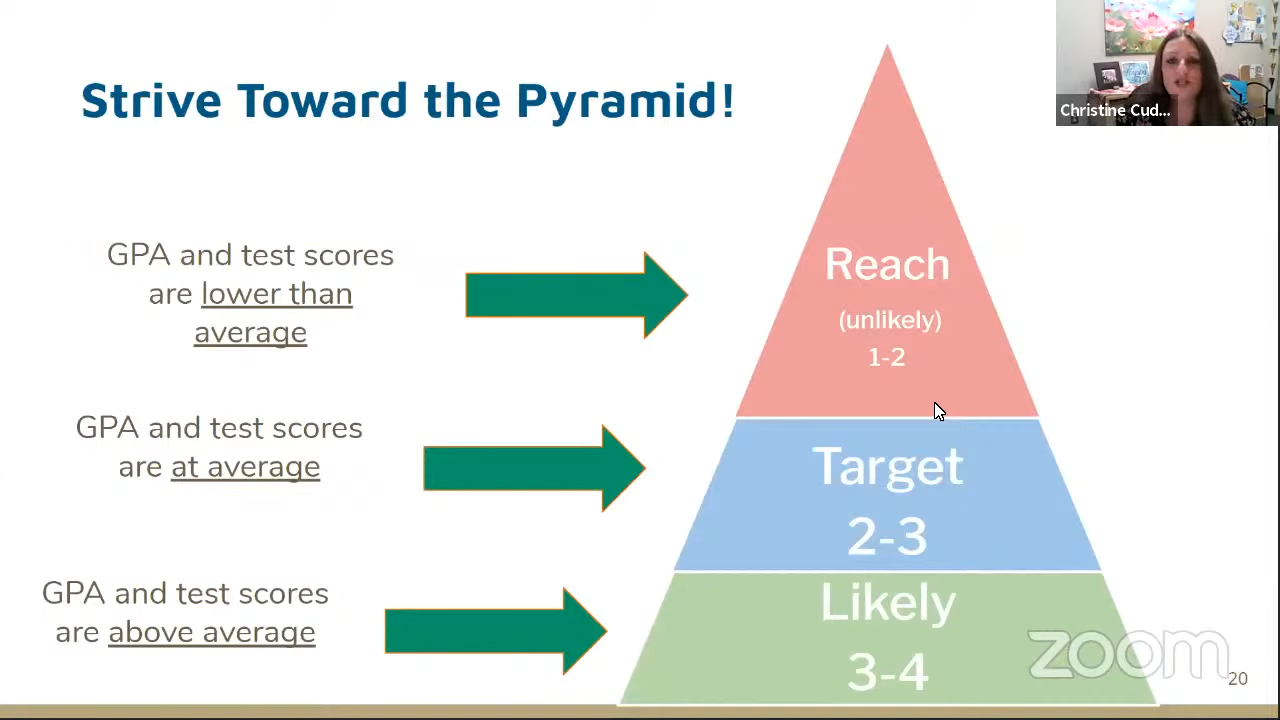 Strive Toward the Pyramid!
Christine Cud...
GPA and test scores
are lower than
average
Reach
(unlikely)
1-2
GPA and test scores
are at average
Target
2-3
GPA and test scores
are above average
Likely
3-4
zoom
20